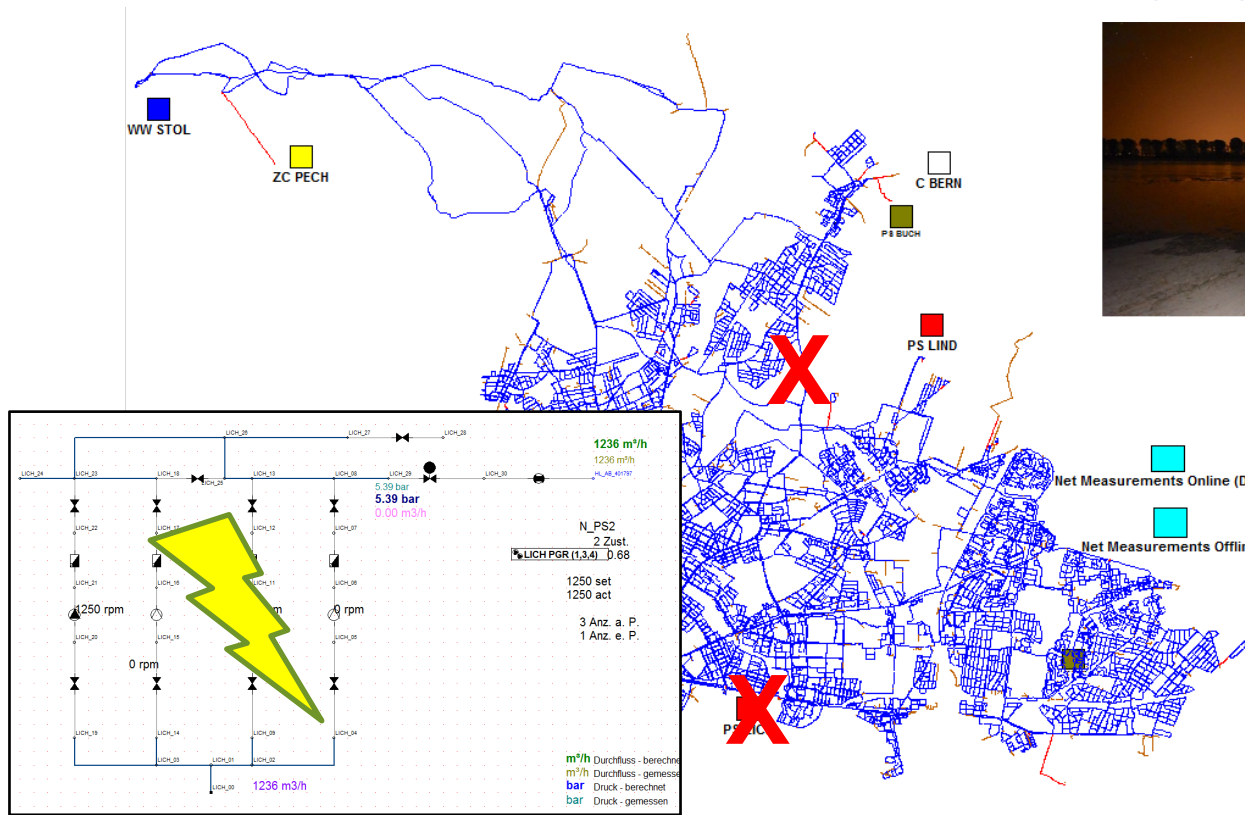 WW STOL
ZC PECH
C BERN
PS BUCH
PS LIND
X
Net Measurements Online (D
Net Measurements Offlin
X
LICH_26
LICH_27
LICH_28
1236 m³/h
1236 m³/h
LICH_24
LICH_23
LICH_18
LICH_25
LICH_13
LICH_08
LICH_29
LICH_30
HL_AB_401797
5.39 bar
5.39 bar
0.00 m3/h
LICH_22
LICH_12
LICH_07
N_PS2
2 Zust.
LICH PGR (1,3,4) 0.68
LICH_21
LICH_16
LICH_06
1250 set
1250 act
1250 rpm
0 rpm
LICH_20
LICH_15
LICH_05
3 Anz. a. P.
1 Anz. e. P.
0 rpm
LICH_19
LICH_14
LICH_09
LICH_04
LICH_03
LICH_01
LICH_02
LICH_00
1236 m3/h
m³/h Durchfluss - berechne
m³/h Durchfluss - gemesse
bar Druck - berechnet
bar Druck - gemessen